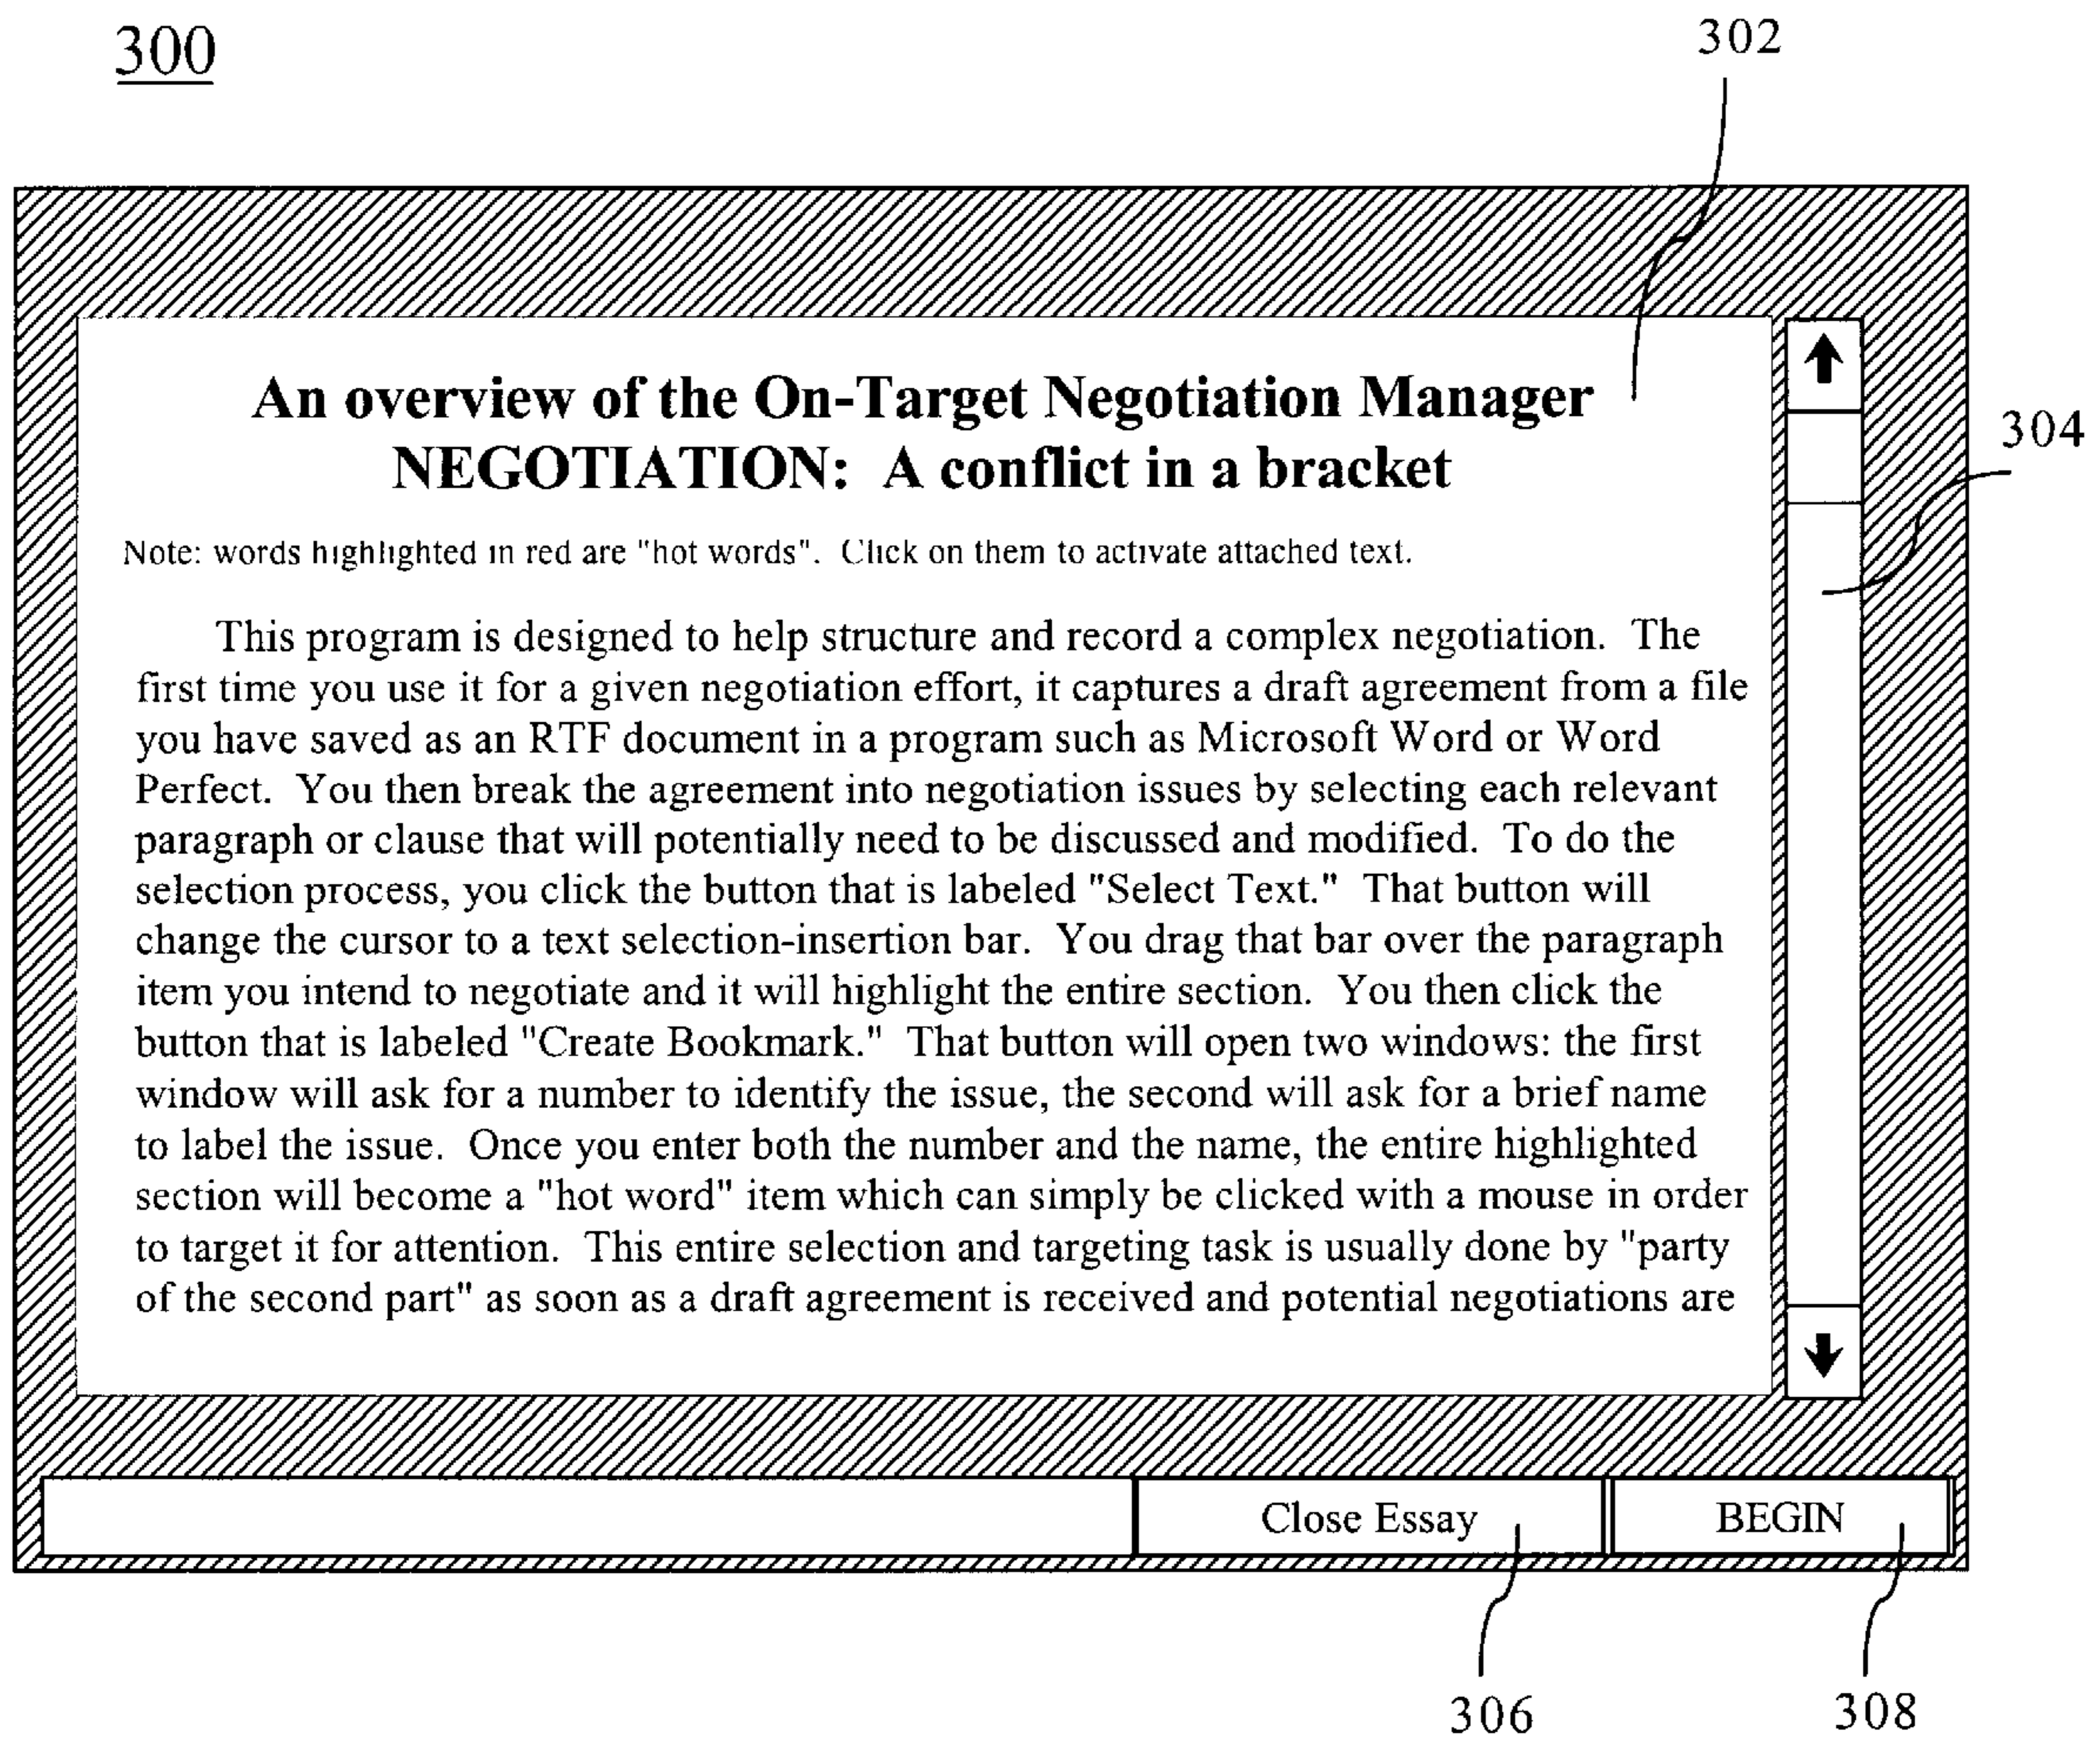 300
302
An overview of the On-Target Negotiation Manager
NEGOTIATION: A conflict in a bracket
304
Note: words highlighted in red are "hot words". Click on them to activate attached text.
This program is designed to help structure and record a complex negotiation. The
first time you use it for a given negotiation effort, it captures a draft agreement from a file
you have saved as an RTF document in a program such as Microsoft Word or Word
Perfect. You then break the agreement into negotiation issues by selecting each relevant
paragraph or clause that will potentially need to be discussed and modified. To do the
selection process, you click the button that is labeled "Select Text." That button will
change the cursor to a text selection-insertion bar. You drag that bar over the paragraph
item you intend to negotiate and it will highlight the entire section. You then click the
button that is labeled "Create Bookmark." That button will open two windows: the first
window will ask for a number to identify the issue, the second will ask for a brief name
to label the issue. Once you enter both the number and the name, the entire highlighted
section will become a "hot word" item which can simply be clicked with a mouse in order
to target it for attention. This entire selection and targeting task is usually done by "party
of the second part" as soon as a draft agreement is received and potential negotiations are
Close Essay
BEGIN
306
308